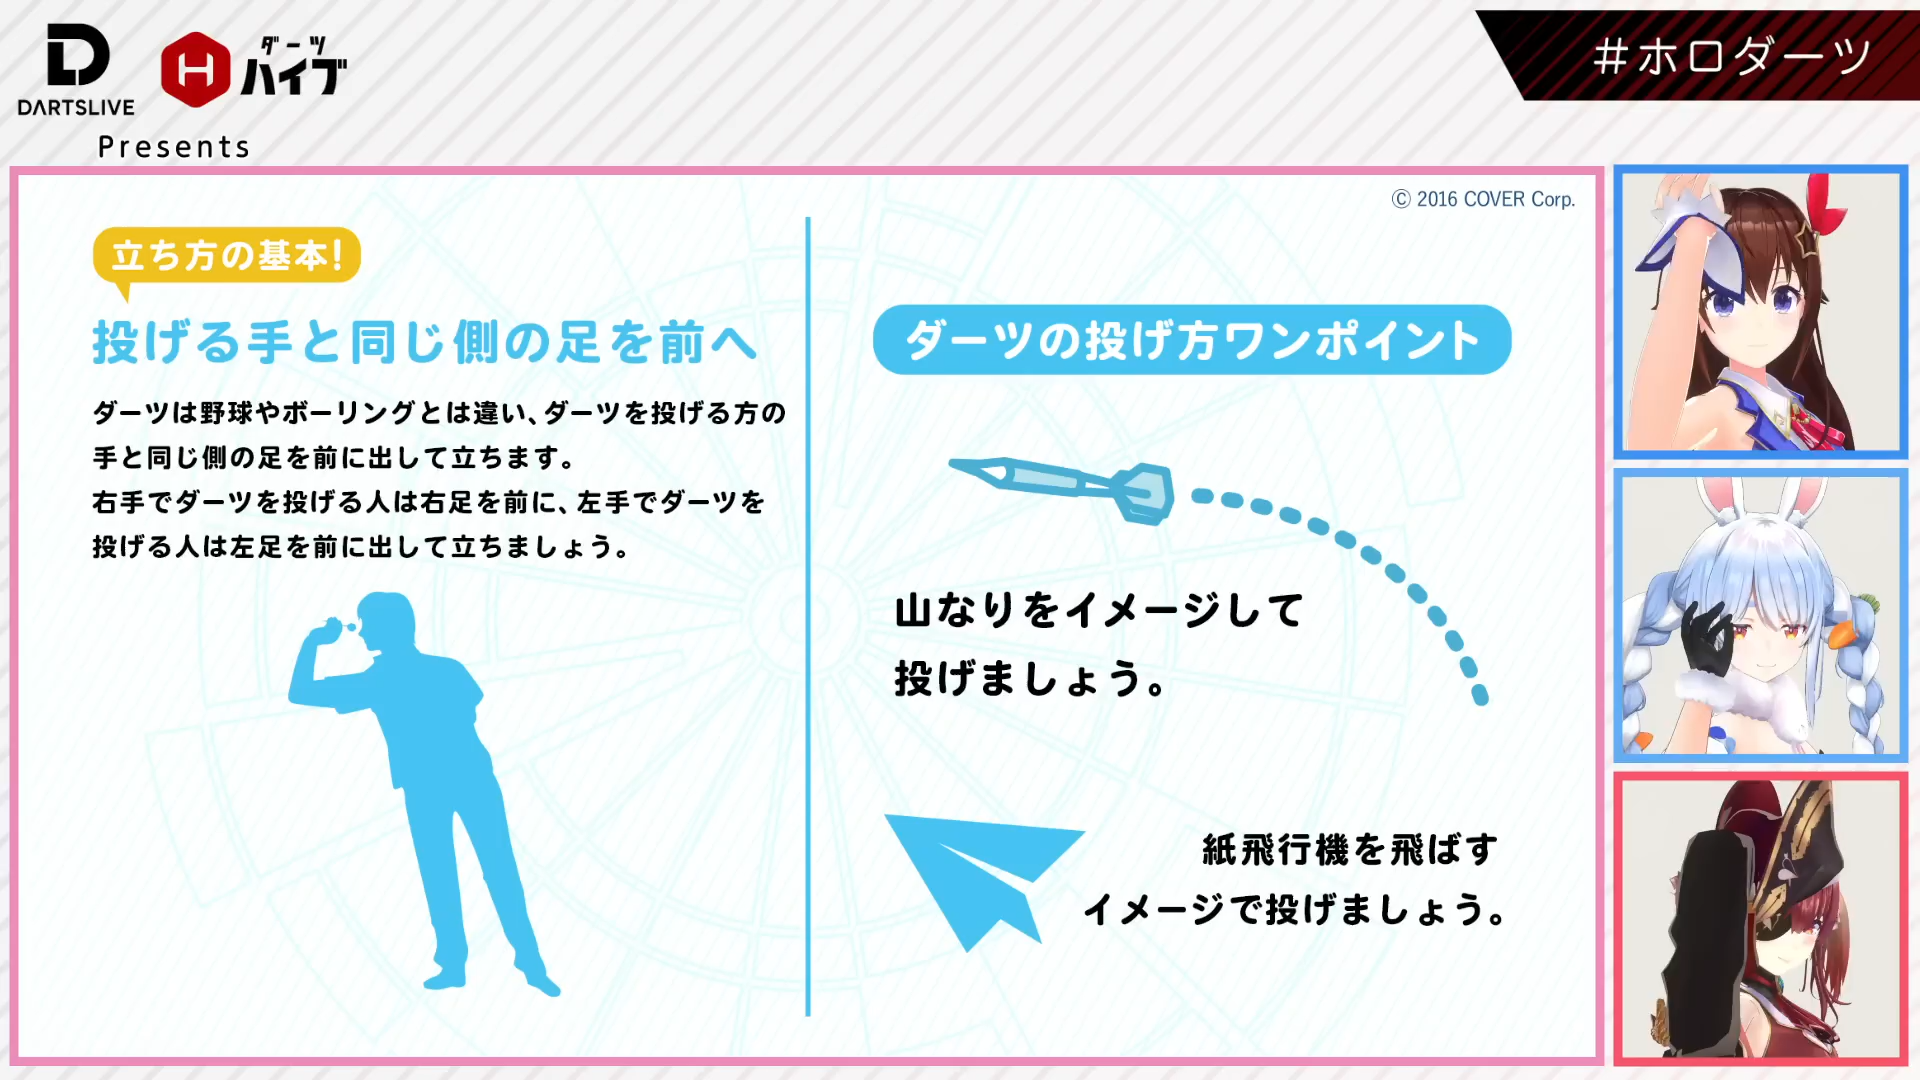 DARTSLIVE
ダーツ
ハイブ
Presents
#ホロダーツ
© 2016 COVER Corp.
立ち方の基本!
投げる手と同じ側の足を前へ
ダーツは野球やボーリングとは違い、ダーツを投げる方の
手と同じ側の足を前に出して立ちます。
右手でダーツを投げる人は右足を前に、左手でダーツを
投げる人は左足を前に出して立ちましょう。
ダーツの投げ方ワンポイント
山なりをイメージして
投げましょう。
紙飛行機を飛ばす
イメージで投げましょう。